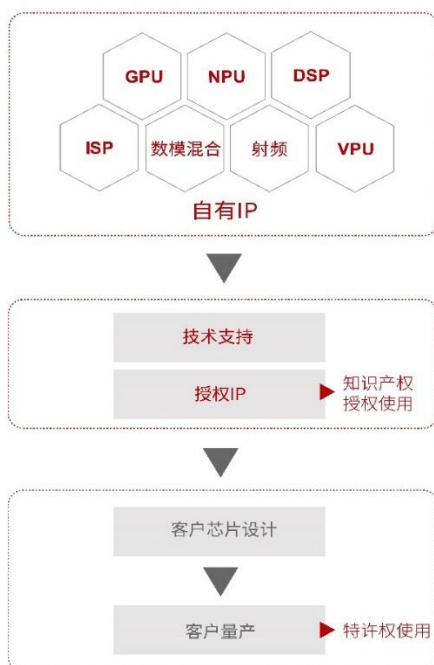 GPU
NPU
DSP
ISP
数模混合
射频
VPU
自有IP
技术支持
授权IP
知识产权
授权使用
客户芯片设计
客户量产
特许权使用